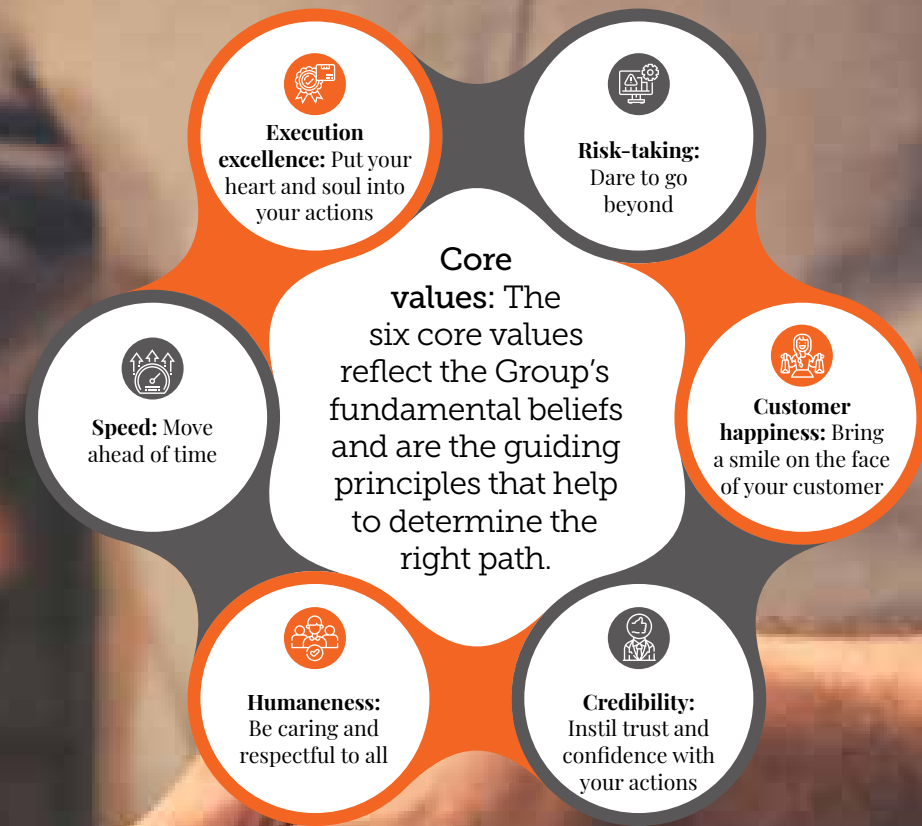 Execution
excellence: Put your
heart and soul into
your actions
Risk-taking:
Dare to go
beyond
Core
values: The
six core values
reflect the Group's
fundamental beliefs
and are the guiding
principles that help
to determine the
right path.
Speed: Move
ahead of time
Customer
happiness: Bring
a smile on the face
of your customer
Humaneness:
Be caring and
respectful to all
Credibility:
Instil trust and
confidence with
your actions